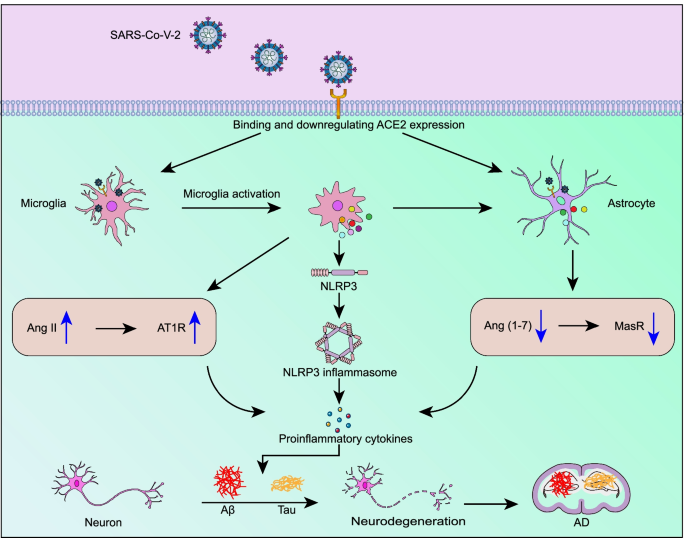 SARS-Co-V-2
Binding and downregulating ACE2 expression
Microglia
Microglia activation
Astrocyte
NLRP3
Ang II
AT1R
Ang (1-7)
MasR
NLRP3 inflammasome
Proinflammatory cytokines
Neuron
Aβ
Tau
Neurodegeneration
AD